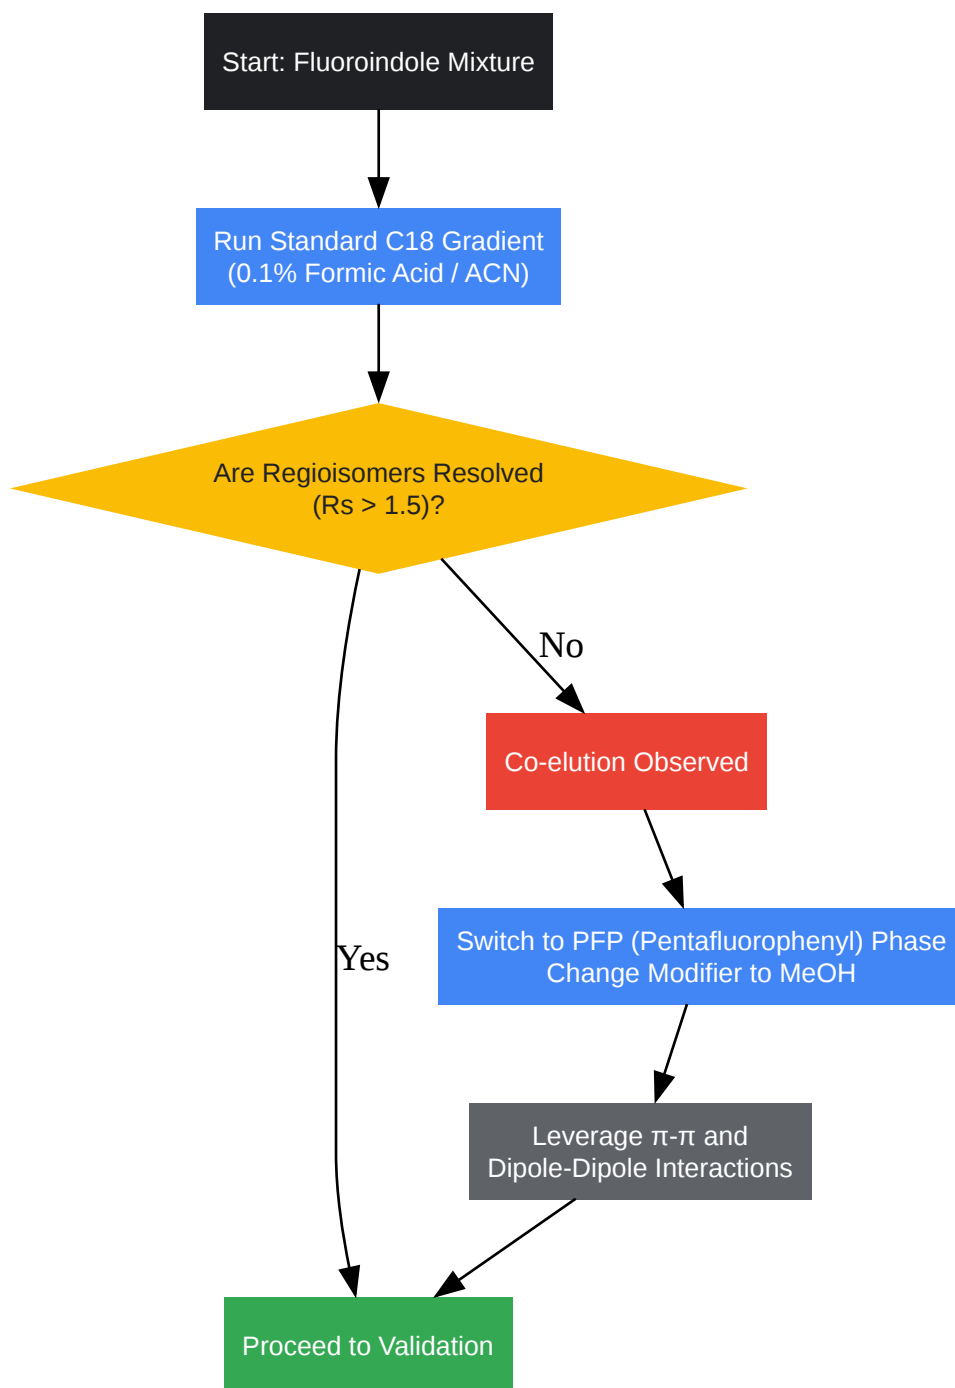 Start: Fluoroindole Mixture
Run Standard C18 Gradient
(0.1% Formic Acid / ACN)
Are Regioisomers Resolved
(Rs > 1.5)?
No
Co-elution Observed
Yes
Switch to PFP (Pentafluorophenyl) Phase
Change Modifier to MeOH
Leverage π-π and
Dipole-Dipole Interactions
Proceed to Validation